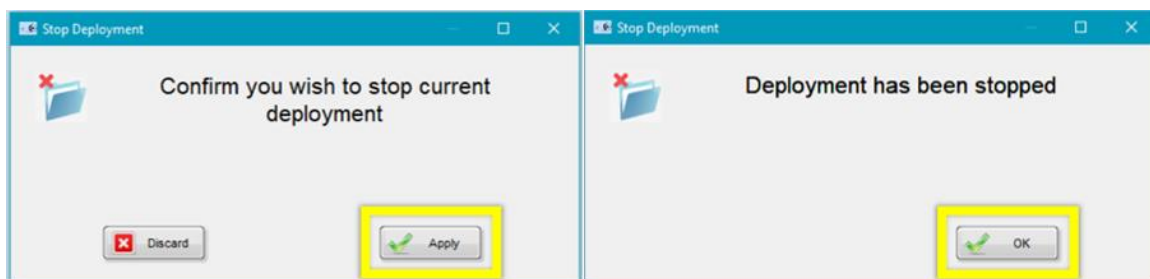 Stop Deployment
Confirm you wish to stop current
deployment
Discard
Apply
Stop Deployment
Deployment has been stopped
OK